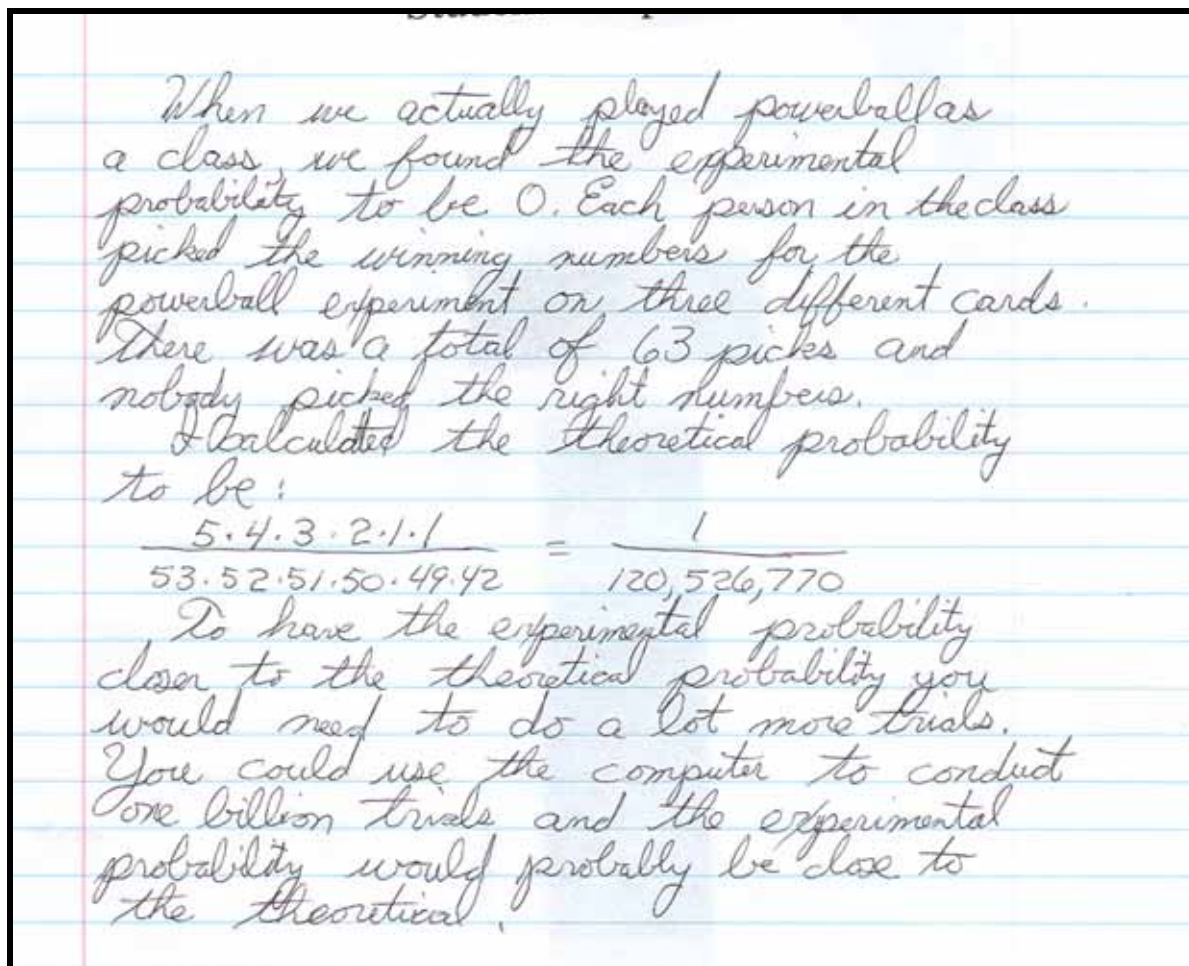 When we actually played powerball as
a class, we found the experimental
probability to be 0. Each person in the class
picked the winning numbers for the
powerball experiment on three different cards.
There was a total of 63 picks and
nobody picked the right numbers.
I calculated the theoretical probability
to be:
5·4·3·2·1·1 / 53·52·51·50·49·42 = 1 / 120,526,770
To have the experimental probability
closer to the theoretical probability you
would need to do a lot more trials.
You could use the computer to conduct
one billion trials and the experimental
probability would probably be close to
the theoretical.